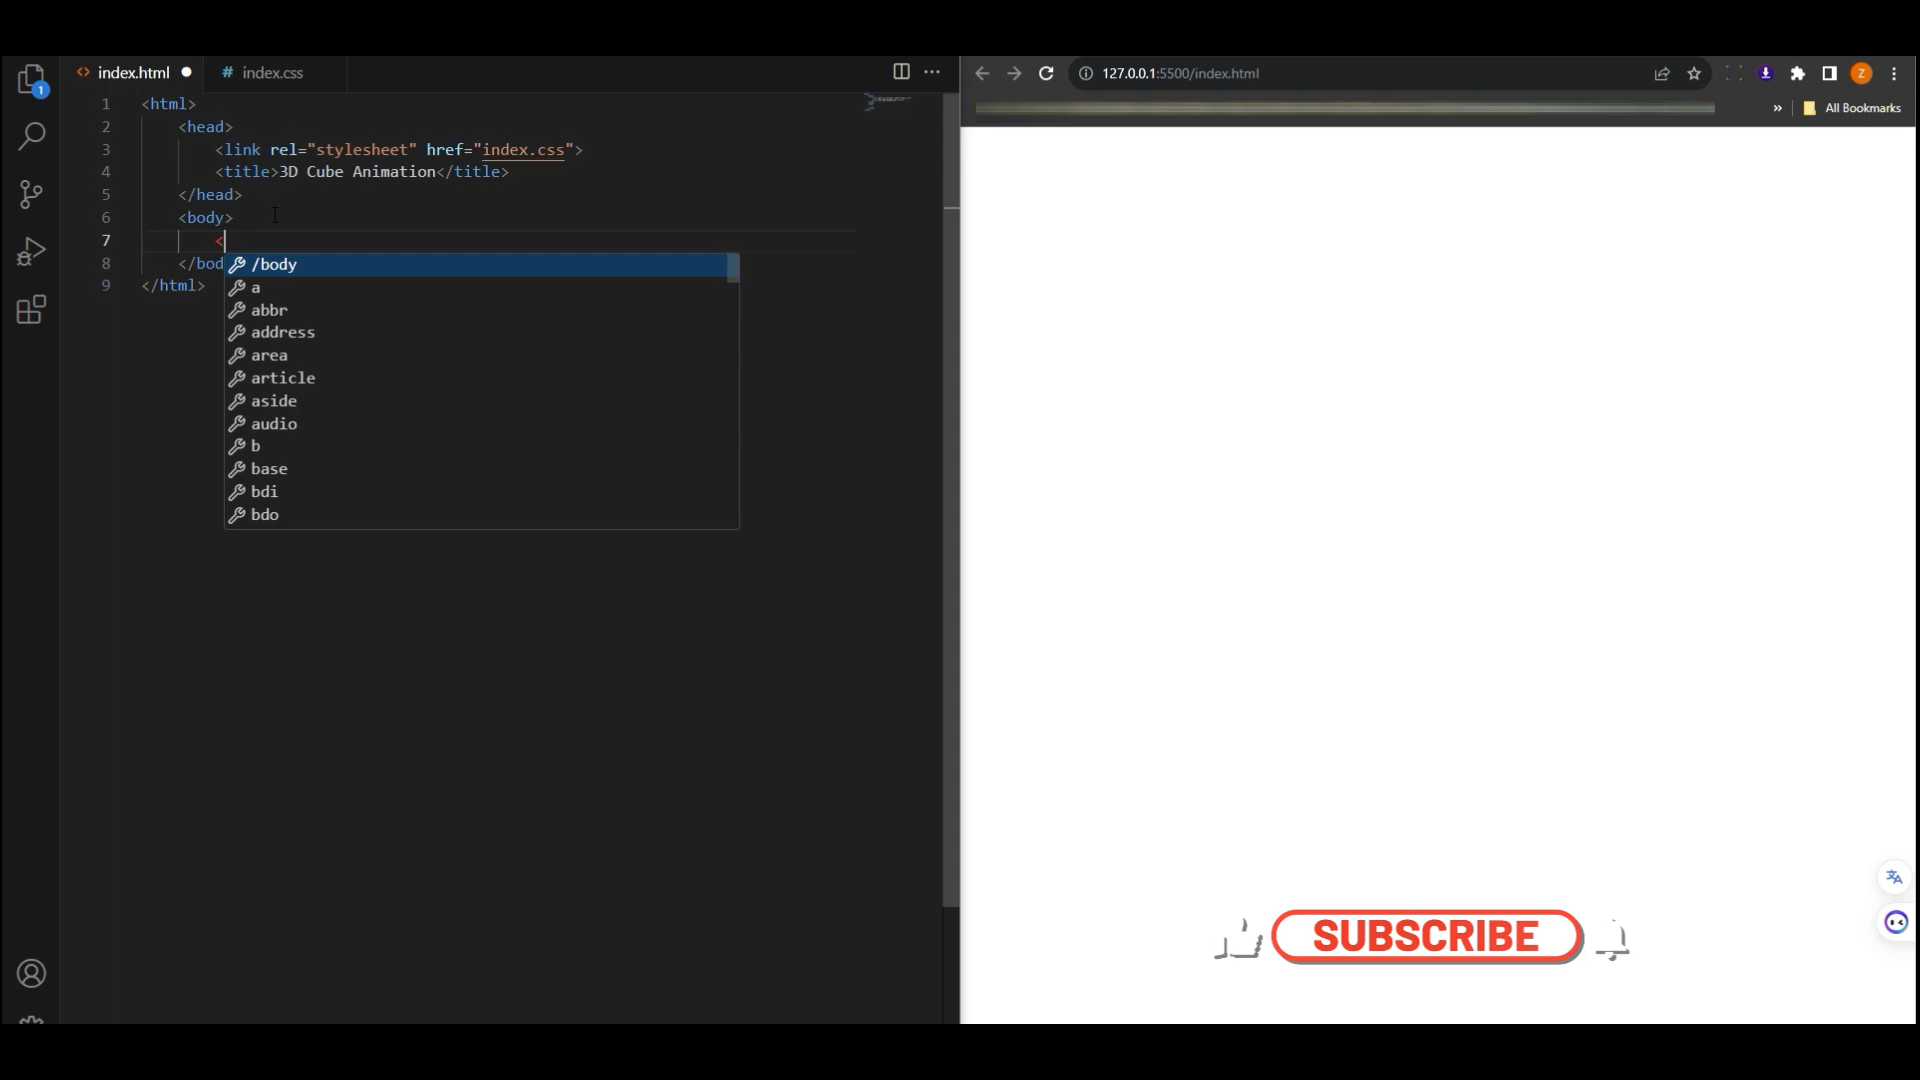 1
index.html
# index.css
1 <html>
2 <head>
3 <link rel="stylesheet" href="index.css">
4 <title>3D Cube Animation</title>
5 </head>
6 <body>
7 <
8 </bod
9 </html>
/body
a
abbr
address
area
article
aside
audio
b
base
bdi
bdo
127.0.0.1:5500/index.html
Z
» All Bookmarks
SUBSCRIBE